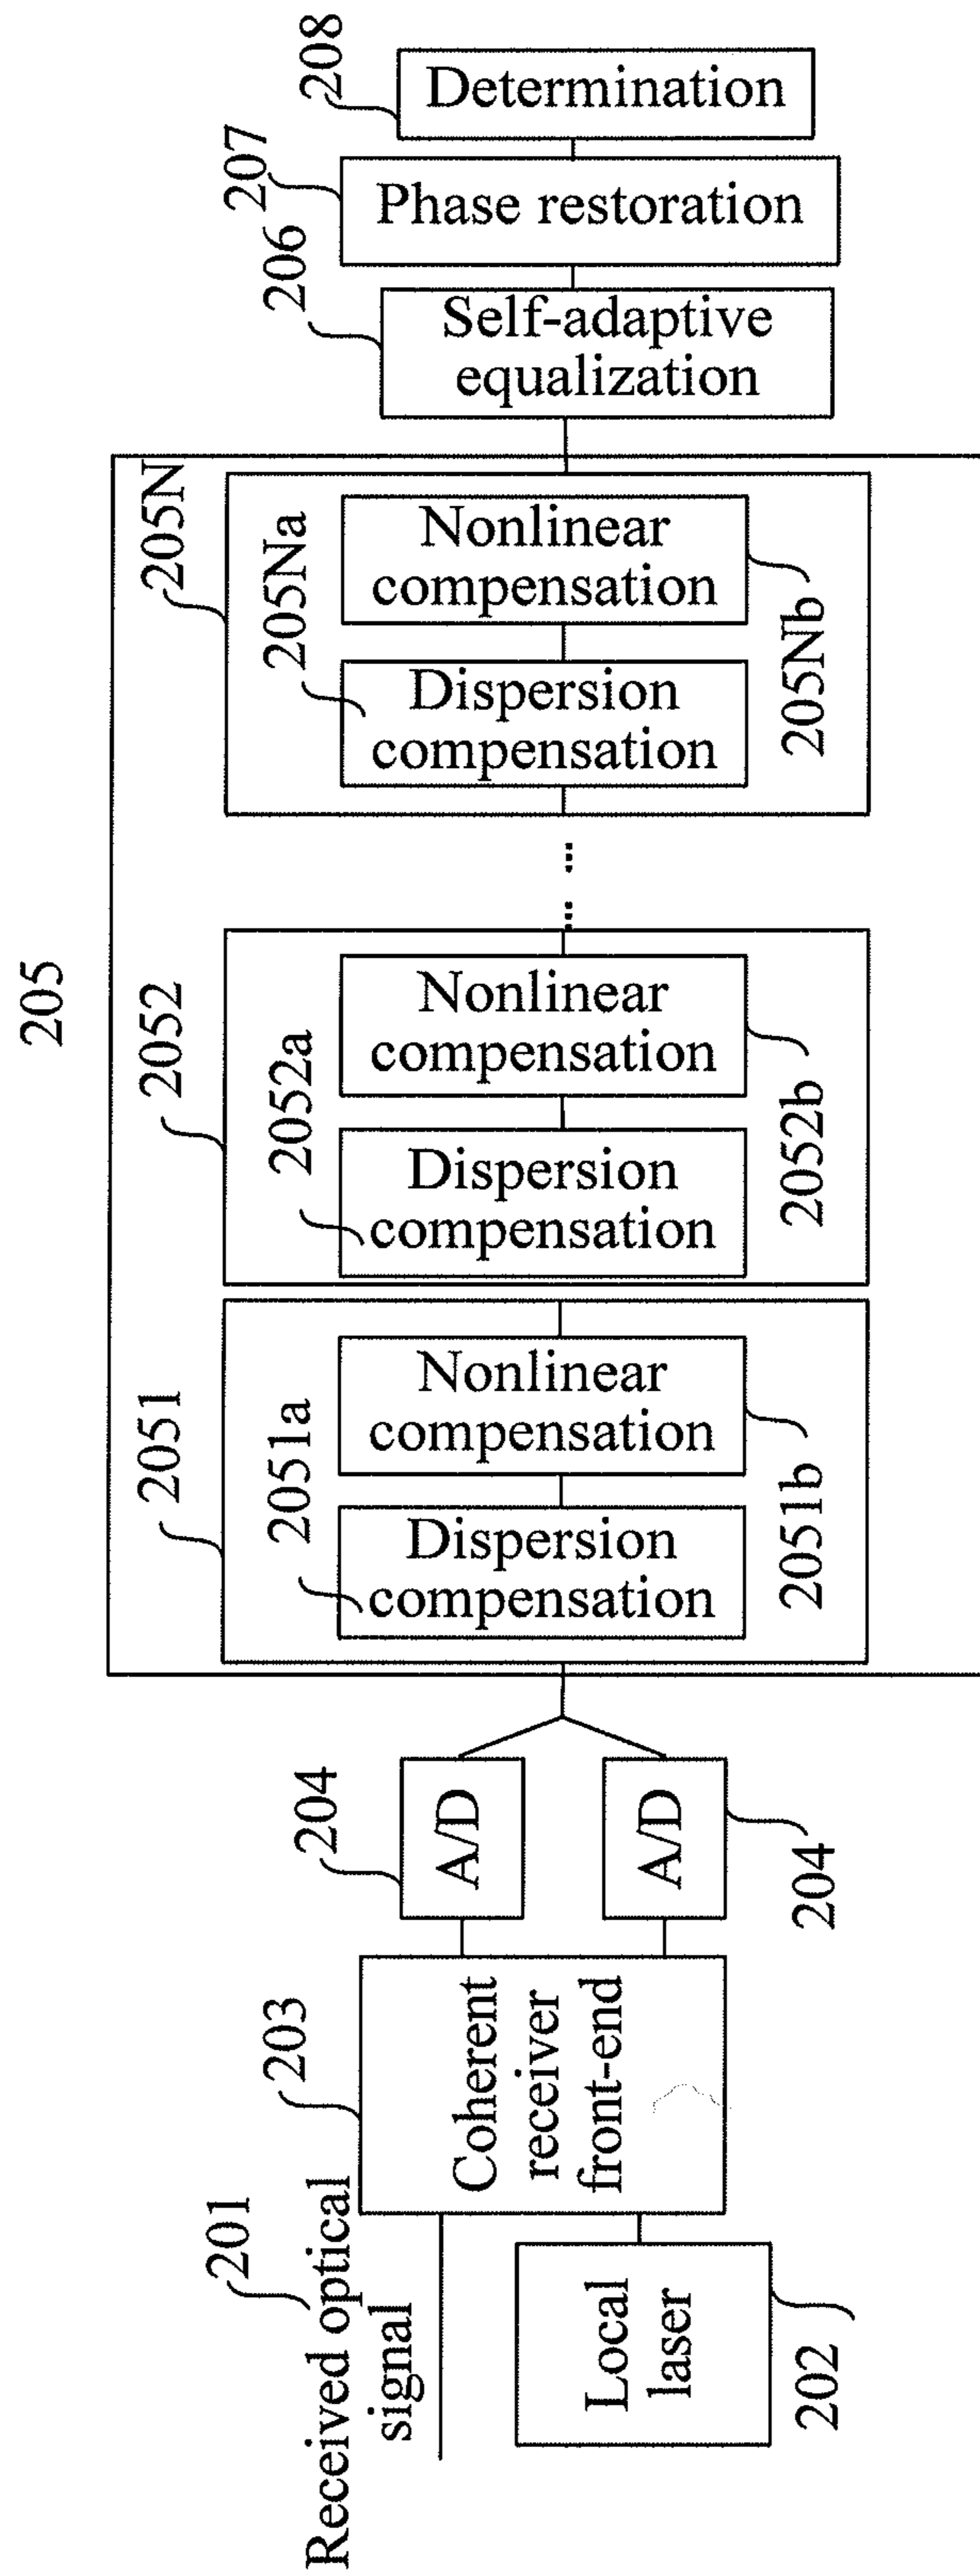 205
201
Received optical
signal
Local
laser
202
203
Coherent
receiver
front-end
204
A/D
A/D
204
2051
2051a
Dispersion
compensation
Nonlinear
compensation
2051b
2052
2052a
Dispersion
compensation
Nonlinear
compensation
2052b
... ...
205N
205Na
Dispersion
compensation
Nonlinear
compensation
205Nb
206
Self-adaptive
equalization
207
Phase restoration
208
Determination